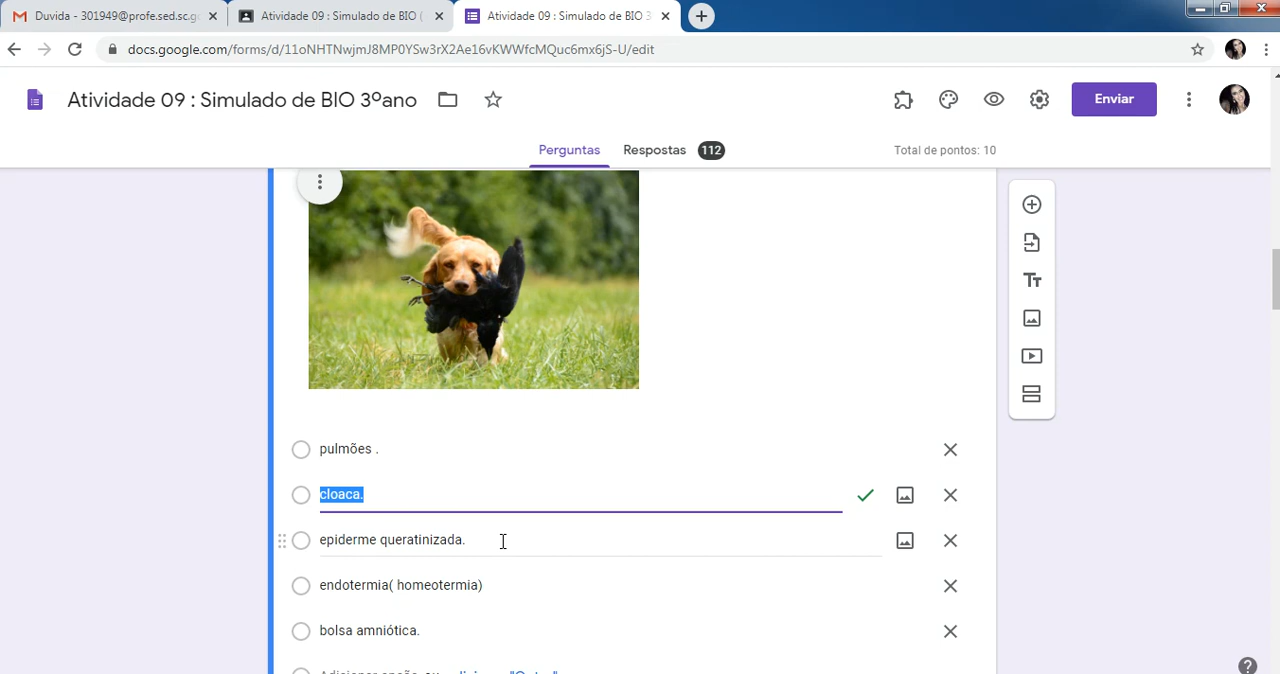 Duvida - 301949@profe.sed.sc.g
Atividade 09 : Simulado de BIO (
Atividade 09 : Simulado de BIO 3
docs.google.com/forms/d/11oNHTNwjmJ8MP0YSw3rX2Ae16vKWWfcMQuc6mx6jS-U/edit
Atividade 09 : Simulado de BIO 3ºano
Enviar
Perguntas
Respostas
112
Total de pontos: 10
Tr
pulmões .
cloaca.
epiderme queratinizada.
endotermia( homeotermia)
bolsa amniótica.